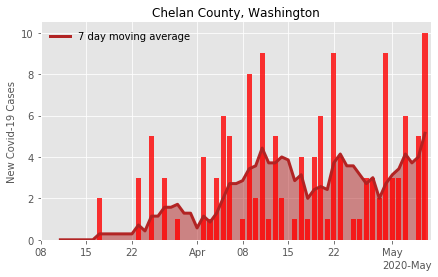 Chelan County, Washington
7 day moving average
New Covid-19 Cases
10
8
6
4
2
0
08 15 22 Apr 08 15 22 May
2020-May